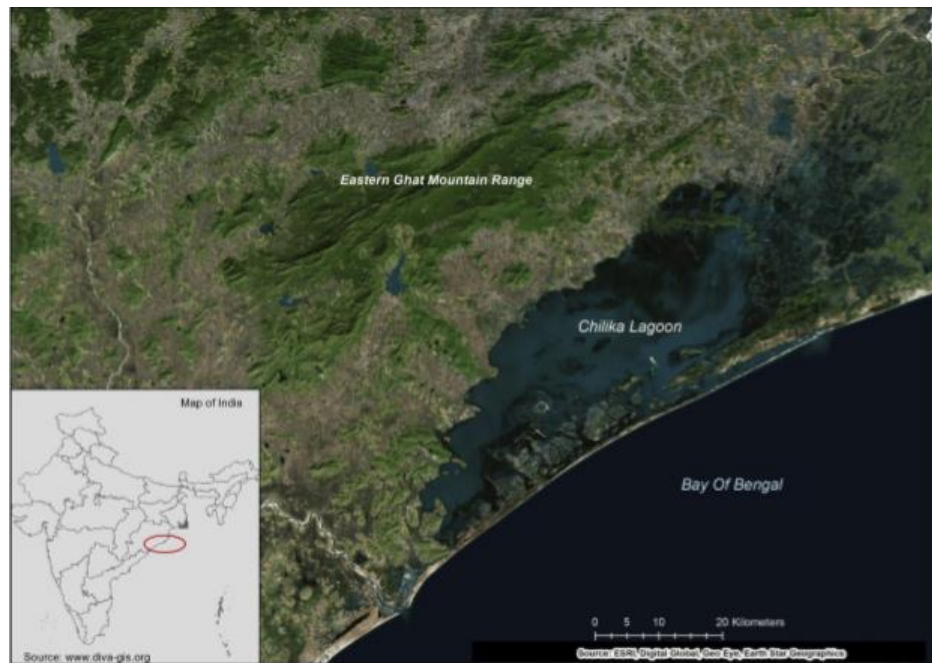 Eastern Ghat Mountain Range
Chilika Lagoon
Bay Of Bengal
Map of India
0 5 10 20 Kilometers
Source: ESRI, Digital Global, Geo Eye, Earth Star Geographics
Source: www.diva-gis.org